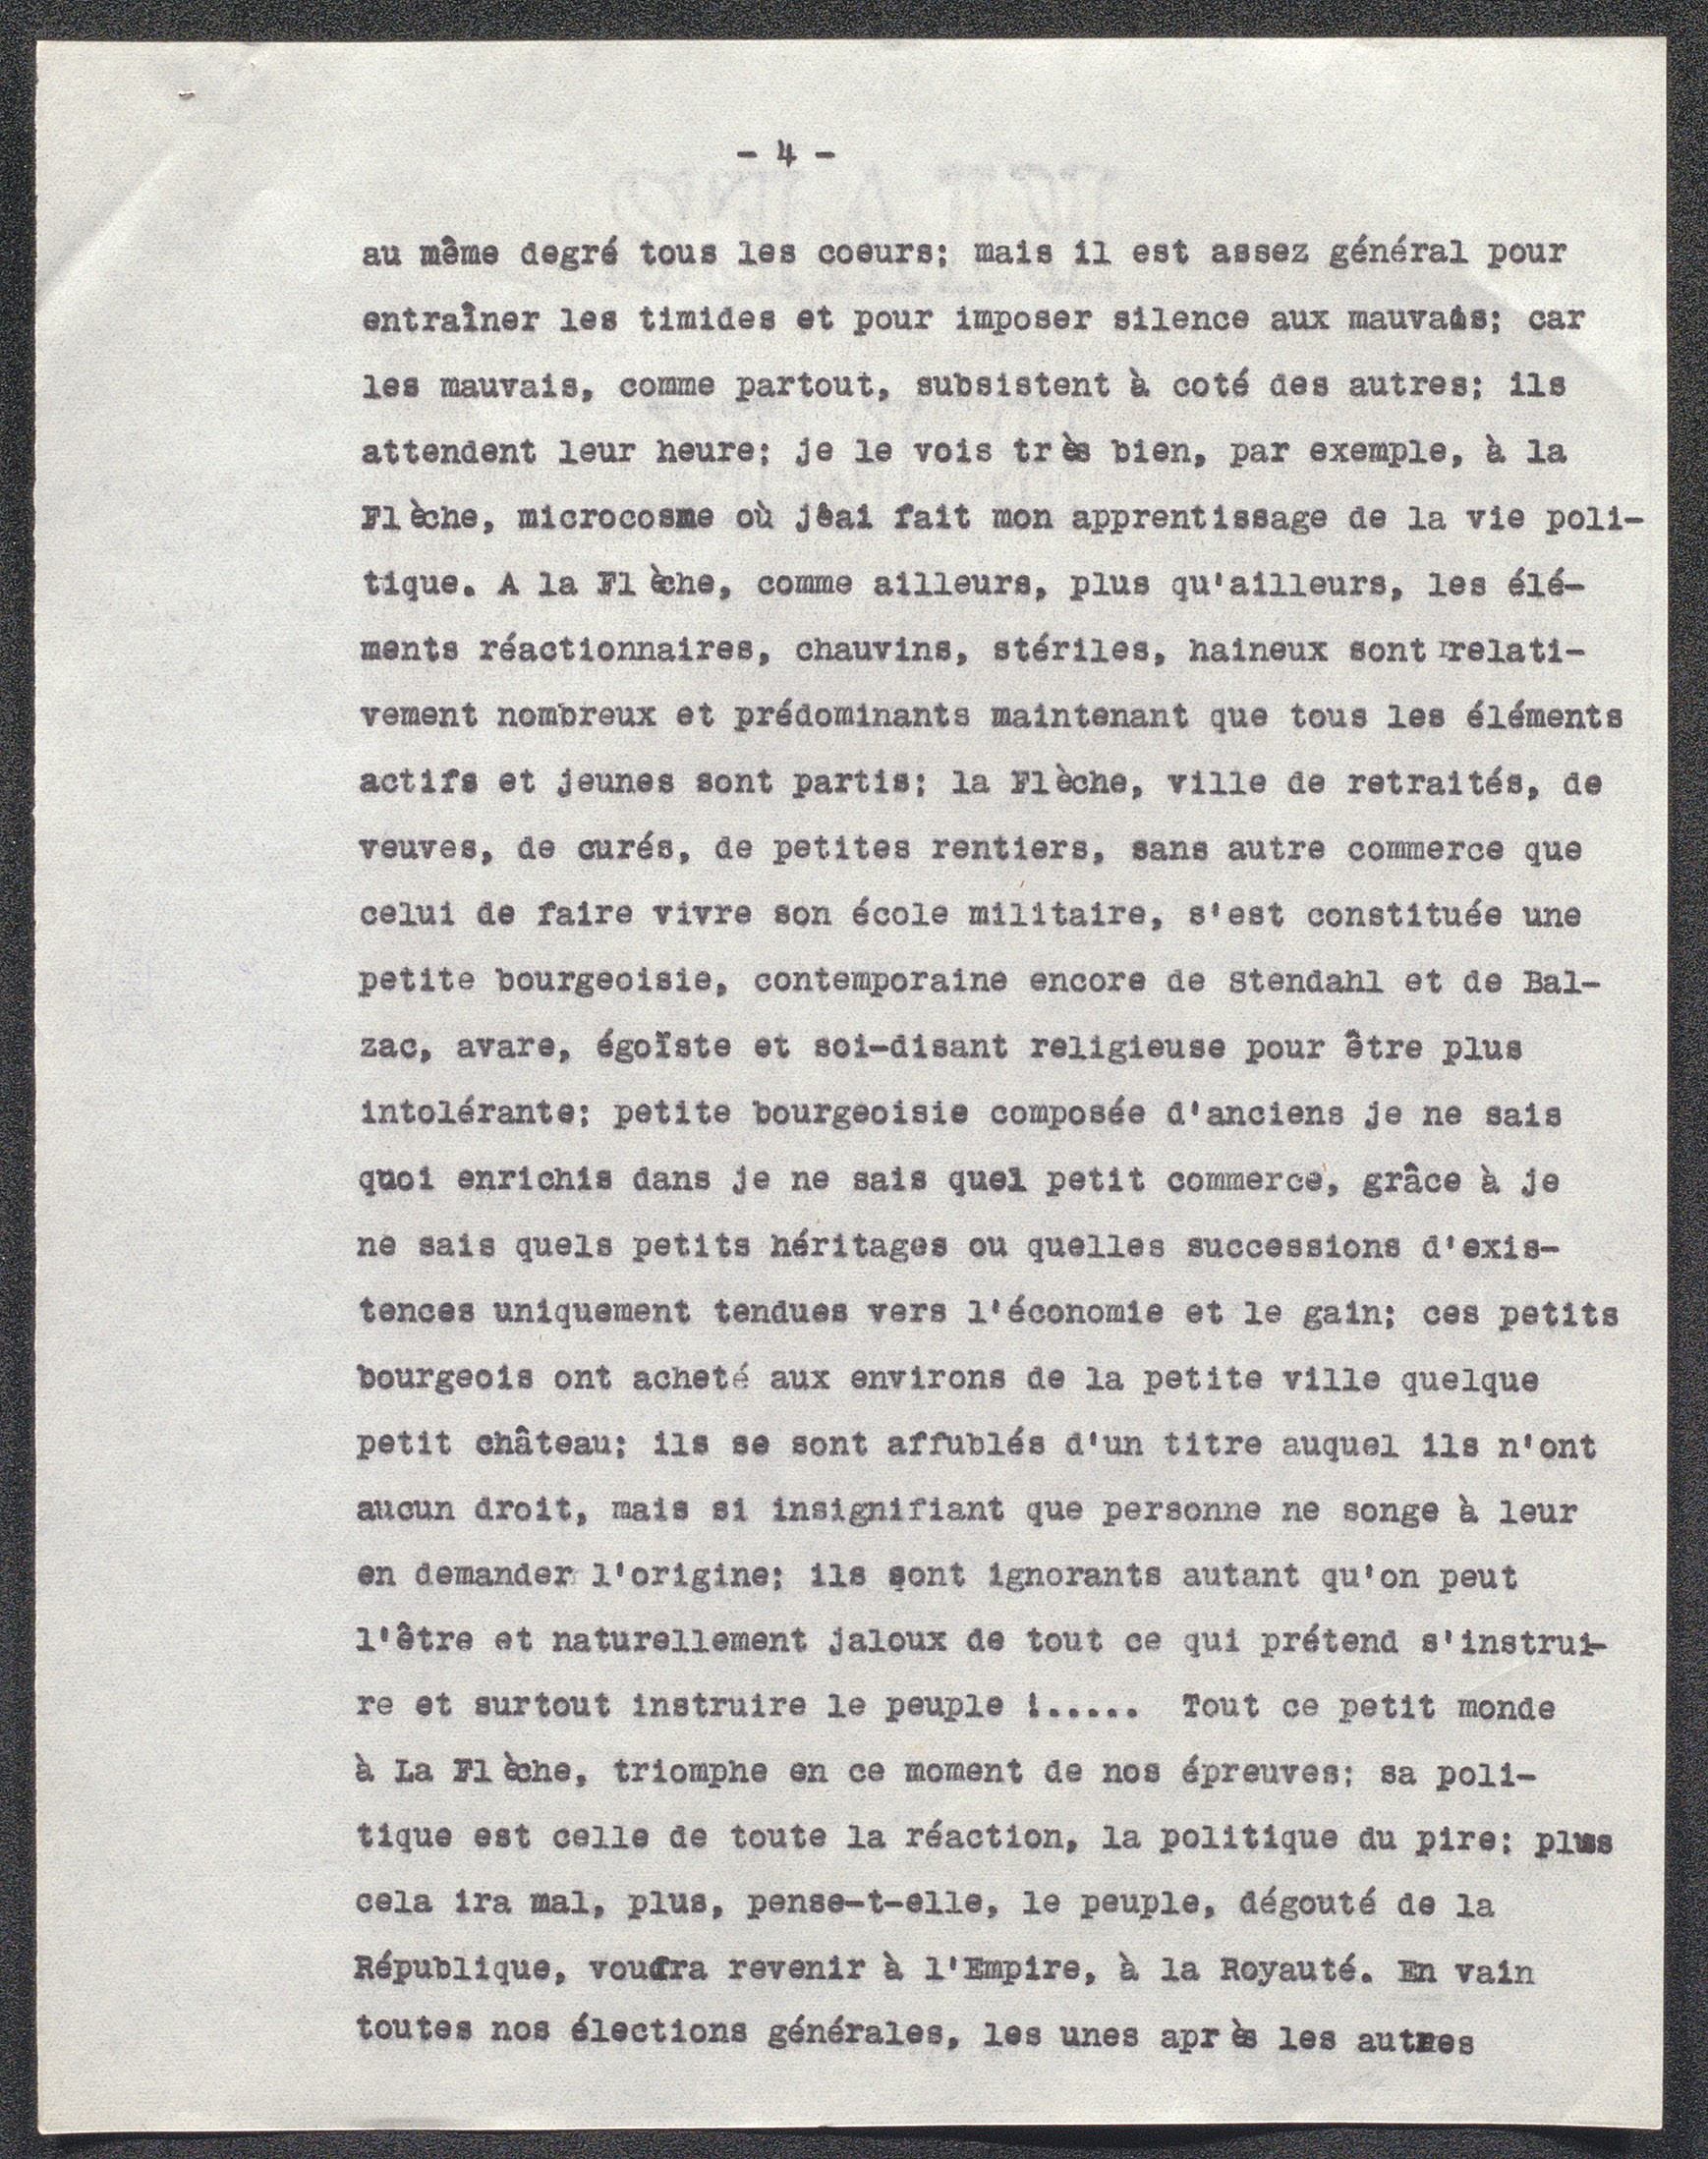 - 4 -
au même degré tous les coeurs; mais il est assez général pour
entraîner les timides et pour imposer silence aux mauvais; car
les mauvais, comme partout, subsistent à coté des autres; ils
attendent leur heure; je le vois très bien, par exemple, à la
Flèche, microcosme où j'ai fait mon apprentissage de la vie poli-
tique. A la Flèche, comme ailleurs, plus qu'ailleurs, les élé-
ments réactionnaires, chauvins, stériles, haineux sont relati-
vement nombreux et prédominants maintenant que tous les éléments
actifs et jeunes sont partis; la Flèche, ville de retraités, de
veuves, de curés, de petites rentiers, sans autre commerce que
celui de faire vivre son école militaire, s'est constituée une
petite bourgeoisie, contemporaine encore de Stendahl et de Bal-
zac, avare, égoïste et soi-disant religieuse pour être plus
intolérante; petite bourgeoisie composée d'anciens je ne sais
quoi enrichis dans je ne sais quel petit commerce, grâce à je
ne sais quels petits héritages ou quelles successions d'exis-
tences uniquement tendues vers l'économie et le gain; ces petits
bourgeois ont acheté aux environs de la petite ville quelque
petit château; ils se sont affublés d'un titre auquel ils n'ont
aucun droit, mais si insignifiant que personne ne songe à leur
en demander l'origine; ils sont ignorants autant qu'on peut
l'être et naturellement jaloux de tout ce qui prétend s'instrui-
re et surtout instruire le peuple !..... Tout ce petit monde
à La Flèche, triomphe en ce moment de nos épreuves; sa poli-
tique est celle de toute la réaction, la politique du pire: plus
cela ira mal, plus, pense-t-elle, le peuple, dégouté de la
République, voudra revenir à l'Empire, à la Royauté. En vain
toutes nos élections générales, les unes après les autres